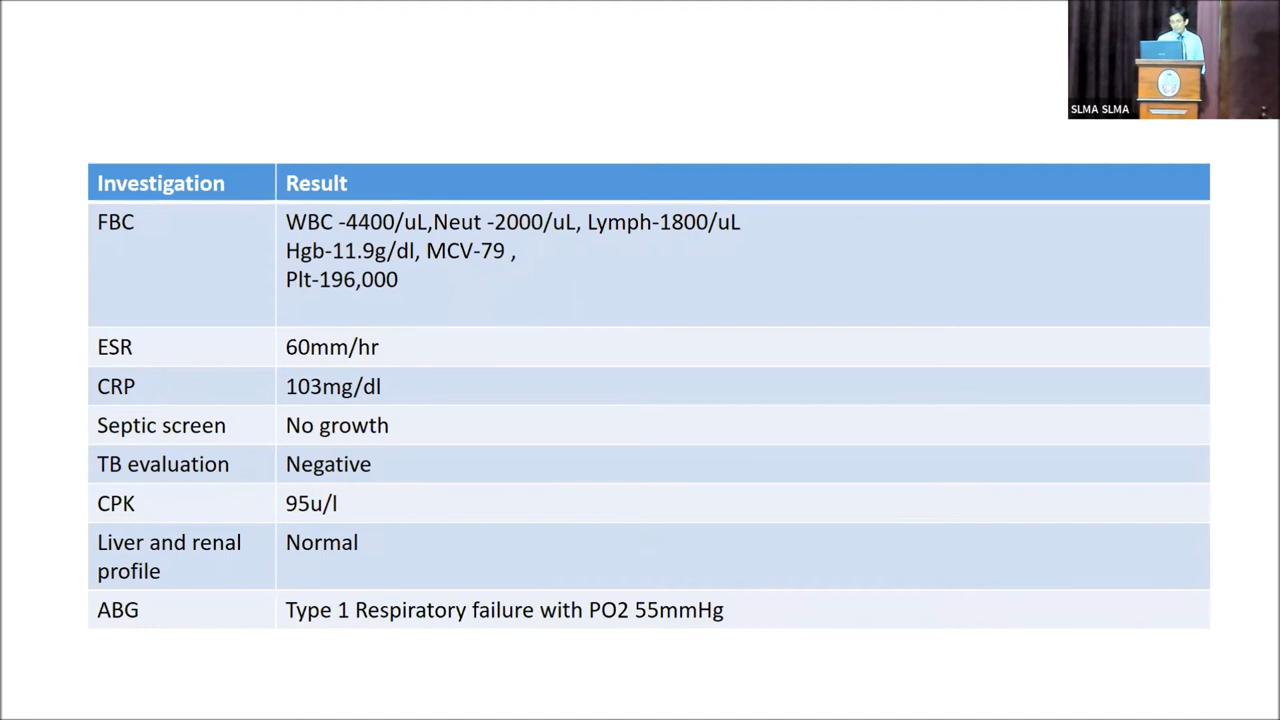 SLMA SLMA
Investigation Result
FBC WBC -4400/uL,Neut -2000/uL, Lymph-1800/uL
Hgb-11.9g/dl, MCV-79 ,
Plt-196,000
ESR 60mm/hr
CRP 103mg/dl
Septic screen No growth
TB evaluation Negative
CPK 95u/l
Liver and renal Normal
profile
ABG Type 1 Respiratory failure with PO2 55mmHg